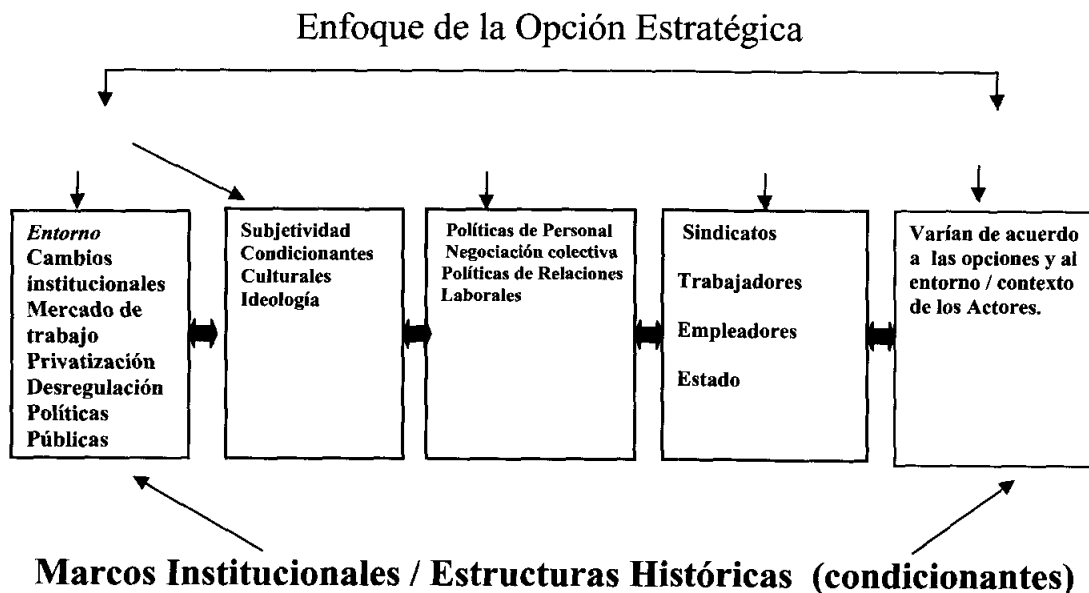 Enfoque de la Opción Estratégica
Entorno
Cambios
institucionales
Mercado de
trabajo
Privatización
Desregulación
Políticas
Públicas
Subjetividad
Condicionantes
Culturales
Ideología
Políticas de Personal
Negociación colectiva
Políticas de Relaciones
Laborales
Sindicatos
Trabajadores
Empleadores
Estado
Varían de acuerdo
a las opciones y al
entorno / contexto
de los Actores.
Marcos Institucionales / Estructuras Históricas (condicionantes)